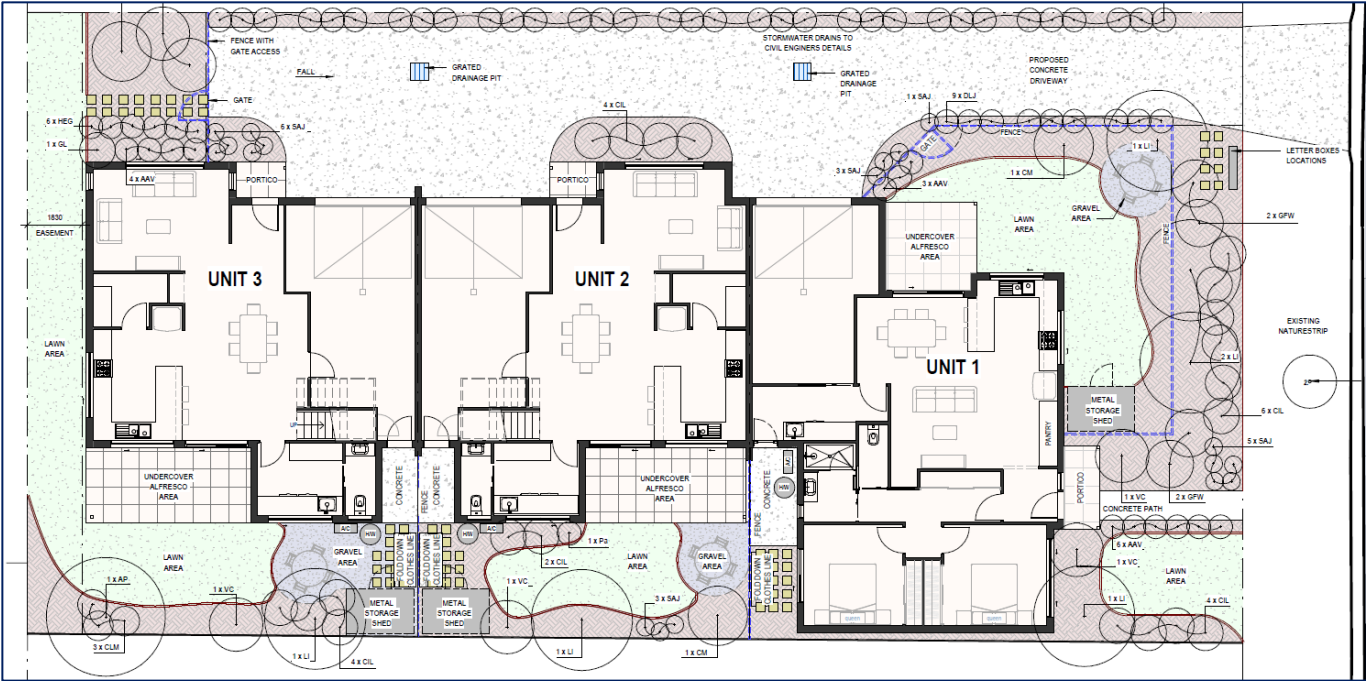 FENCE WITH
GATE ACCESS
FALL
GRATED
DRAINAGE PIT
STORMWATER DRAINS TO
CIVIL ENGINERS DETAILS
GRATED
DRAINAGE
PIT
PROPOSED
CONCRETE
DRIVEWAY
GATE
6 x HEG
1 x GL
6 x SAJ
4 x CIL
1 x SAJ
9 x DLJ
FENCE
GATE
1 x LI
LETTER BOXES
LOCATIONS
4 x AAV
PORTICO
PORTICO
3 x SAJ
3 x AAV
1 x CM
1830
EASEMENT
GRAVEL
AREA
LAWN
AREA
2 x GFW
FENCE
UNDERCOVER
ALFRESCO
AREA
UNIT 3
UNIT 2
UNIT 1
EXISTING
NATURESTRIP
LAWN
AREA
2 x LI
METAL
STORAGE
SHED
6 x CIL
UP
PANTRY
5 x SAJ
UNDERCOVER
ALFRESCO
AREA
CONCRETE
FENCE
CONCRETE
UNDERCOVER
ALFRESCO
AREA
FENCE
CONCRETE
A/C
H/W
PORTICO
1 x VC
2 x GFW
CONCRETE PATH
A/C
H/W
H/W
A/C
LAWN
AREA
GRAVEL
AREA
FOLD DOWN
CLOTHES LINE
FOLD DOWN
CLOTHES LINE
1 x Pa
2 x CIL
LAWN
AREA
GRAVEL
AREA
FOLD DOWN
CLOTHES LINE
6 x AAV
1 x VC
LAWN
AREA
1 x AP
1 x VC
METAL
STORAGE
SHED
METAL
STORAGE
SHED
1 x VC
3 x SAJ
1 x LI
4 x CIL
3 x CLM
1 x LI
4 x CIL
1 x LI
1 x CM
QUEEN
QUEEN